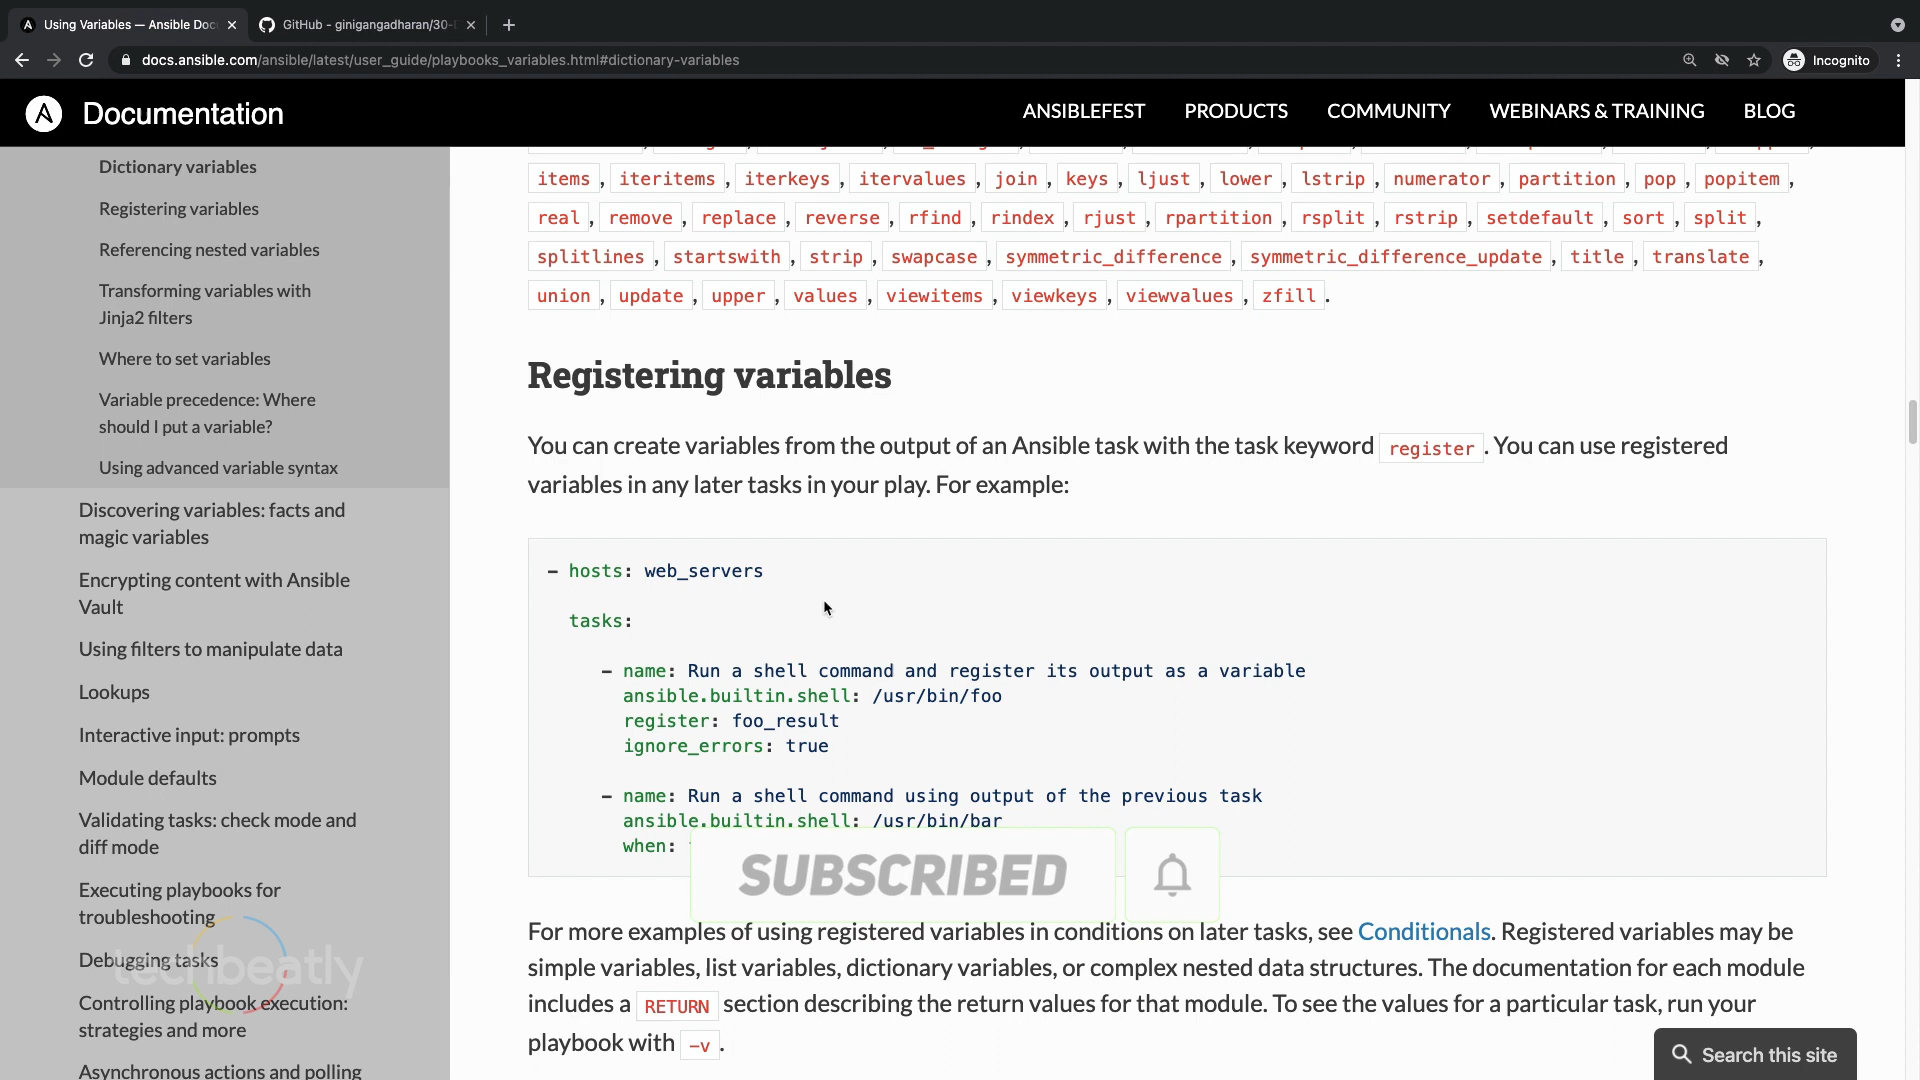 Using Variables — Ansible Doc
GitHub - ginigangadharan/30-
docs.ansible.com/ansible/latest/user_guide/playbooks_variables.html#dictionary-variables
Incognito
Documentation
ANSIBLEFEST PRODUCTS COMMUNITY WEBINARS & TRAINING BLOG
Dictionary variables
Registering variables
Referencing nested variables
Transforming variables with
Jinja2 filters
Where to set variables
Variable precedence: Where
should I put a variable?
Using advanced variable syntax
Discovering variables: facts and
magic variables
Encrypting content with Ansible
Vault
Using filters to manipulate data
Lookups
Interactive input: prompts
Module defaults
Validating tasks: check mode and
diff mode
Executing playbooks for
troubleshooting
Debugging tasks
Controlling playbook execution:
strategies and more
Asynchronous actions and polling
techbeatly
items , iteritems , iterkeys , itervalues , join , keys , ljust , lower , lstrip , numerator , partition , pop , popitem ,
real , remove , replace , reverse , rfind , rindex , rjust , rpartition , rsplit , rstrip , setdefault , sort , split ,
splitlines , startswith , strip , swapcase , symmetric_difference , symmetric_difference_update , title , translate ,
union , update , upper , values , viewitems , viewkeys , viewvalues , zfill .
Registering variables
You can create variables from the output of an Ansible task with the task keyword register . You can use registered
variables in any later tasks in your play. For example:
- hosts: web_servers
tasks:
- name: Run a shell command and register its output as a variable
ansible.builtin.shell: /usr/bin/foo
register: foo_result
ignore_errors: true
- name: Run a shell command using output of the previous task
ansible.builtin.shell: /usr/bin/bar
when:
SUBSCRIBED
For more examples of using registered variables in conditions on later tasks, see Conditionals. Registered variables may be
simple variables, list variables, dictionary variables, or complex nested data structures. The documentation for each module
includes a RETURN section describing the return values for that module. To see the values for a particular task, run your
playbook with -v .
Search this site